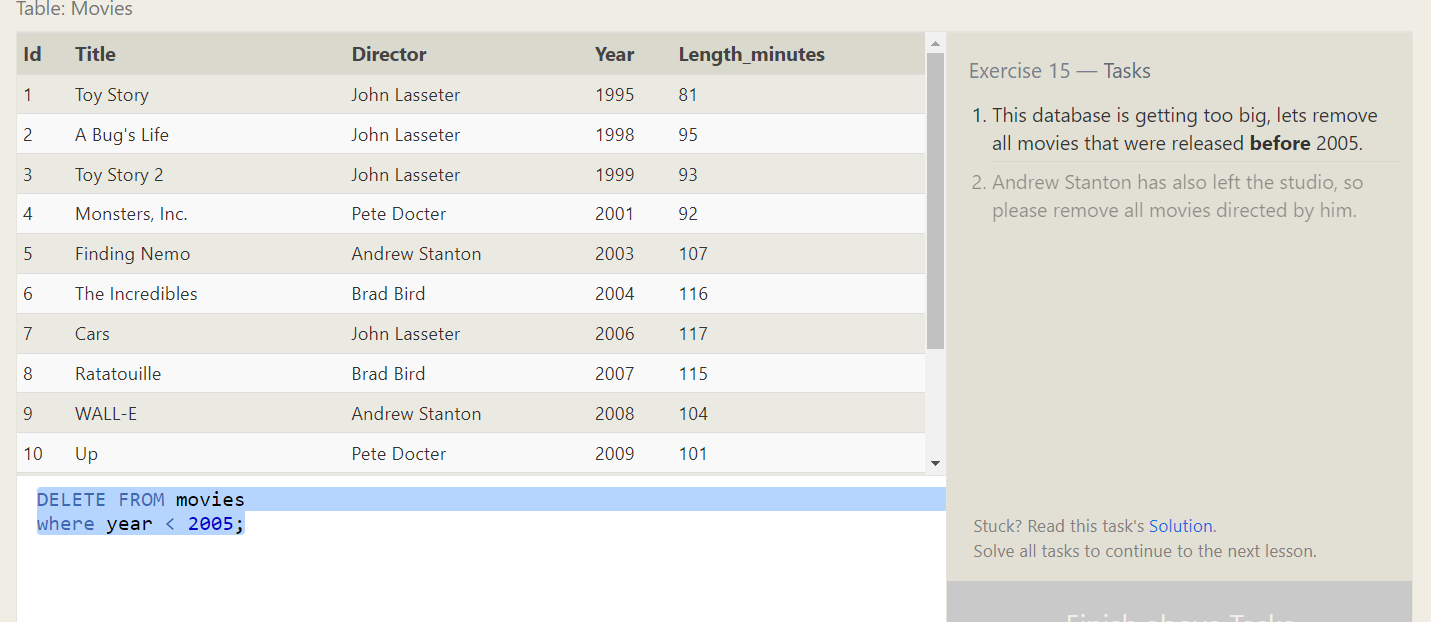 Table: Movies
Id Title Director Year Length_minutes
1 Toy Story John Lasseter 1995 81
2 A Bug's Life John Lasseter 1998 95
3 Toy Story 2 John Lasseter 1999 93
4 Monsters, Inc. Pete Docter 2001 92
5 Finding Nemo Andrew Stanton 2003 107
6 The Incredibles Brad Bird 2004 116
7 Cars John Lasseter 2006 117
8 Ratatouille Brad Bird 2007 115
9 WALL-E Andrew Stanton 2008 104
10 Up Pete Docter 2009 101
DELETE FROM movies
where year < 2005;
Exercise 15 — Tasks
1. This database is getting too big, lets remove
all movies that were released before 2005.
2. Andrew Stanton has also left the studio, so
please remove all movies directed by him.
Stuck? Read this task's Solution.
Solve all tasks to continue to the next lesson.
Finish above Tasks